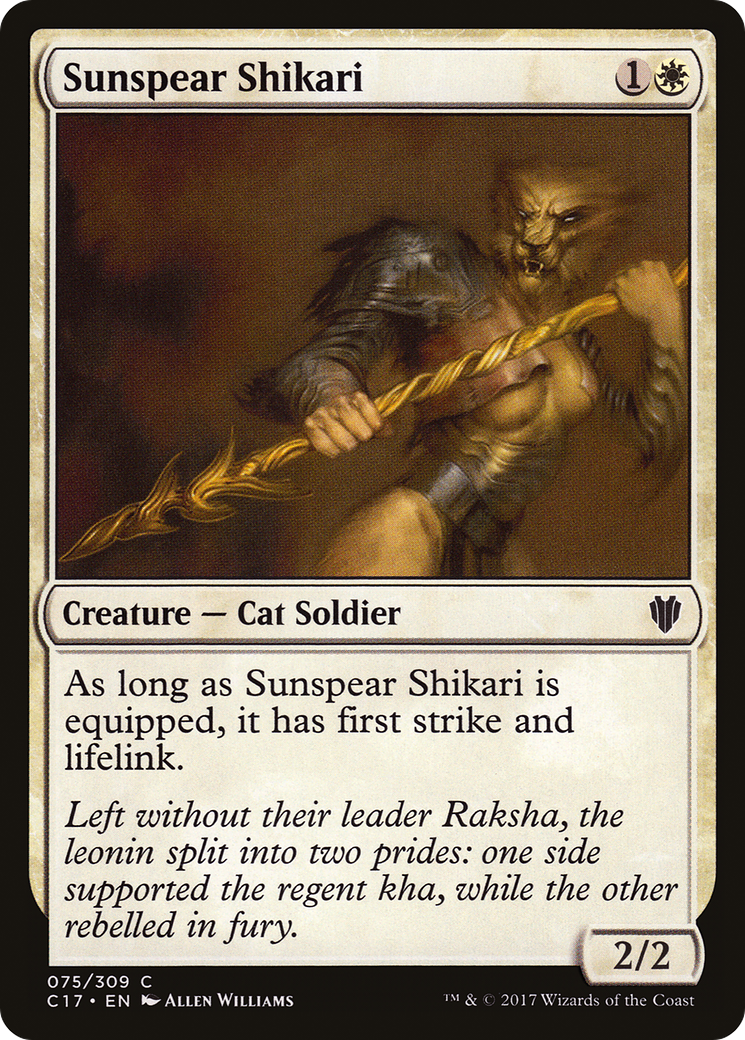 Sunspear Shikari
1
Creature — Cat Soldier
As long as Sunspear Shikari is
equipped, it has first strike and
lifelink.
Left without their leader Raksha, the
leonin split into two prides: one side
supported the regent kha, while the other
rebelled in fury.
2/2
075/309 C
C17 • EN Allen Williams
™ & © 2017 Wizards of the Coast